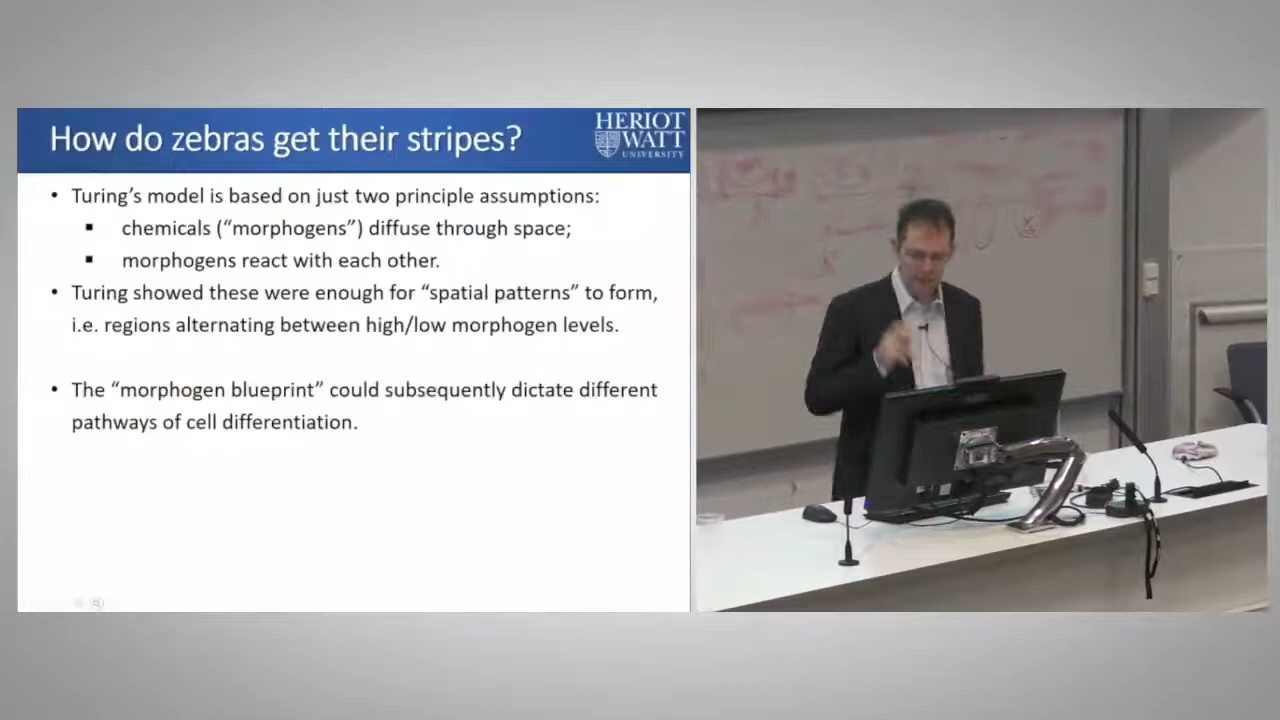 How do zebras get their stripes?
HERIOT
WATT
UNIVERSITY
• Turing's model is based on just two principle assumptions:
▪ chemicals (“morphogens”) diffuse through space;
▪ morphogens react with each other.
• Turing showed these were enough for “spatial patterns” to form,
i.e. regions alternating between high/low morphogen levels.
• The “morphogen blueprint” could subsequently dictate different
pathways of cell differentiation.